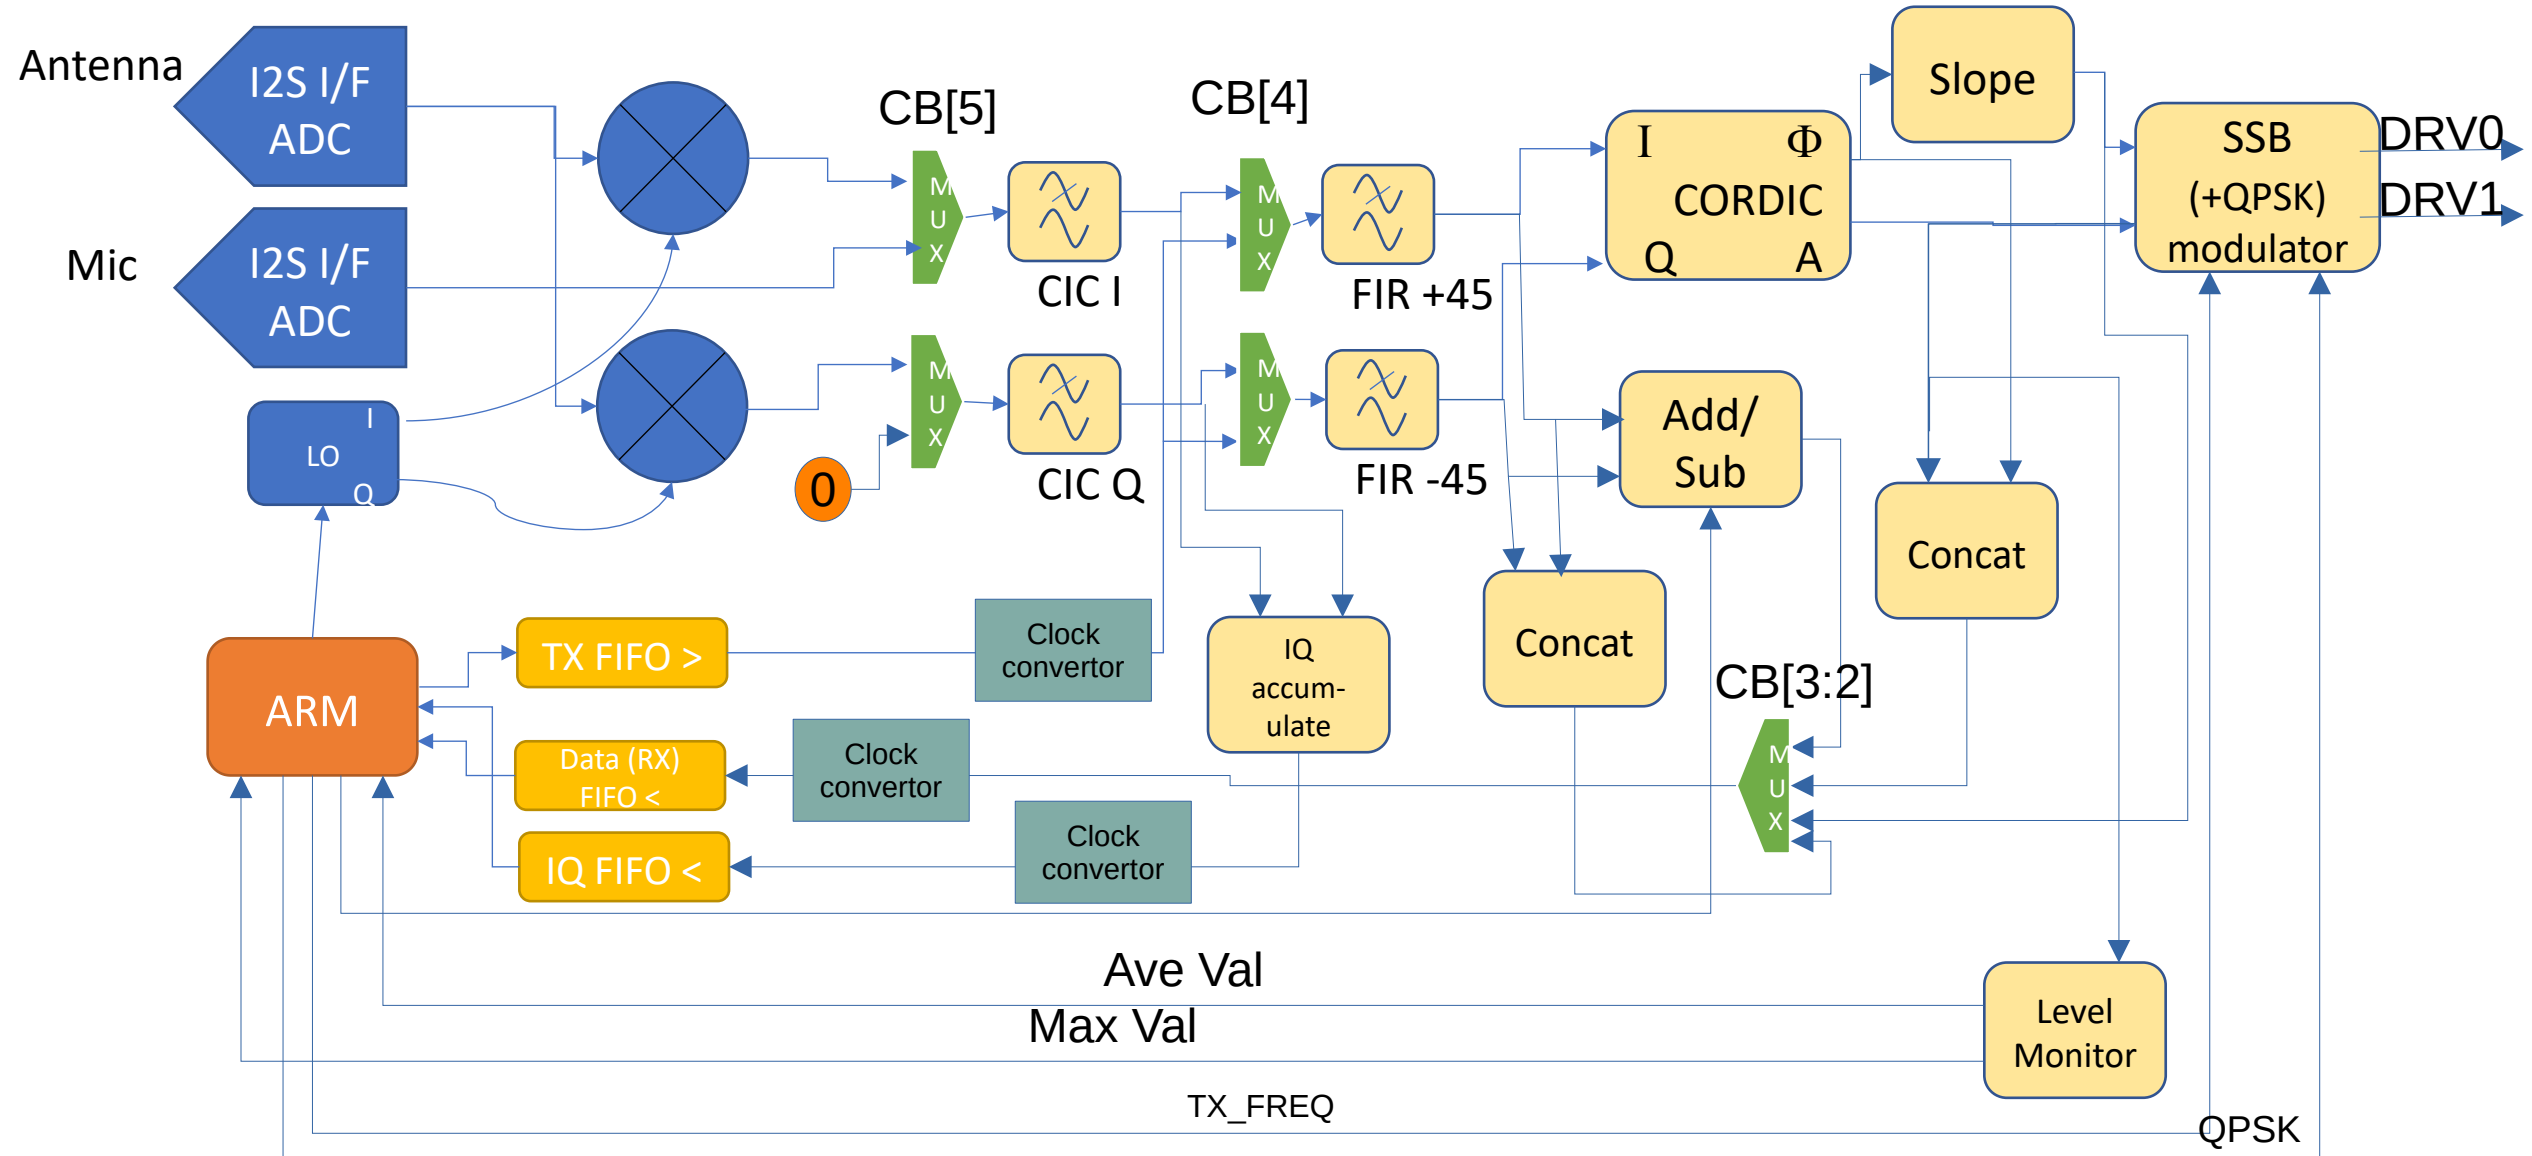 Antenna
I2S I/F
ADC
Mic
I2S I/F
ADC
I
LO
Q
CB[5]
M
U
X
M
U
X
0
CIC I
CIC Q
CB[4]
M
U
X
M
U
X
FIR +45
FIR -45
I
Φ
CORDIC
Q
A
Slope
SSB
(+QPSK)
modulator
DRV0
DRV1
Add/
Sub
Concat
Concat
CB[3:2]
M
U
X
ARM
TX FIFO >
Data (RX)
FIFO <
IQ FIFO <
Clock
convertor
Clock
convertor
Clock
convertor
IQ
accum-
ulate
Ave Val
Max Val
Level
Monitor
TX_FREQ
QPSK